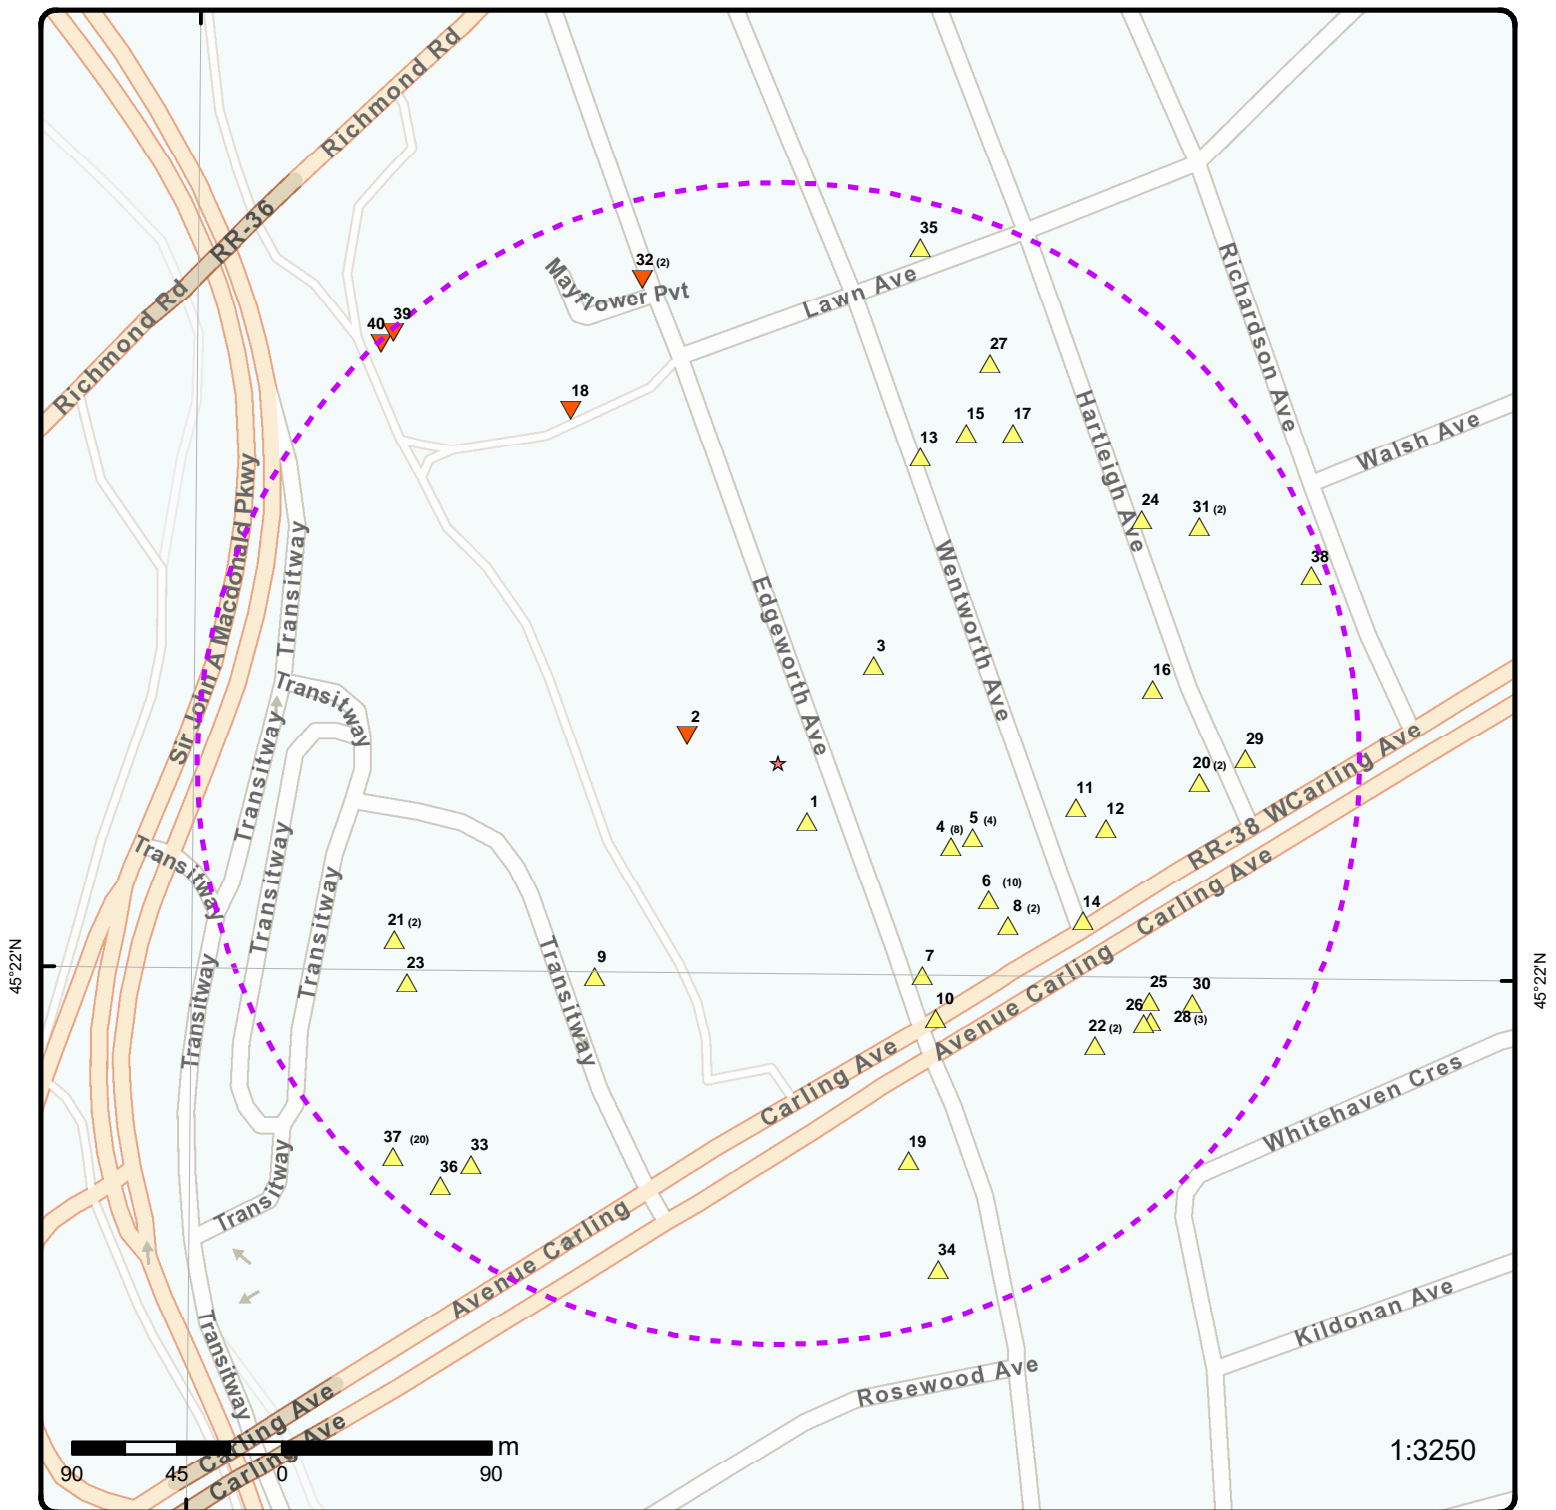 Richmond Rd
RR-36
Richmond Rd
35
32 (2)
Mayflower Pvt
Lawn Ave
39
40
Richardson Ave
27
18
15
17
13
Hartleigh Ave
Walsh Ave
24
31 (2)
38
Sir John A Macdonald Pkwy
Transitway
Wentworth Ave
Edgeworth Ave
3
16
Transitway
2
29
20 (2)
Carling Ave
RR-38 W
Transitway
1
11
12
5 (4)
4 (8)
Transitway
Transitway
Transitway
6 (10)
8 (2)
14
Carling Ave
21 (2)
23
9
7
Transitway
Transitway
45°22'N
45°22'N
25
30
26
28 (3)
22 (2)
10
Avenue Carling
Carling Ave
Whitehaven Cres
37 (20)
33
36
19
Transitway
Avenue Carling
34
Kildonan Ave
Transitway
Rosewood Ave
Carling Ave
Carling Ave
m
90 45 0 90
1:3250